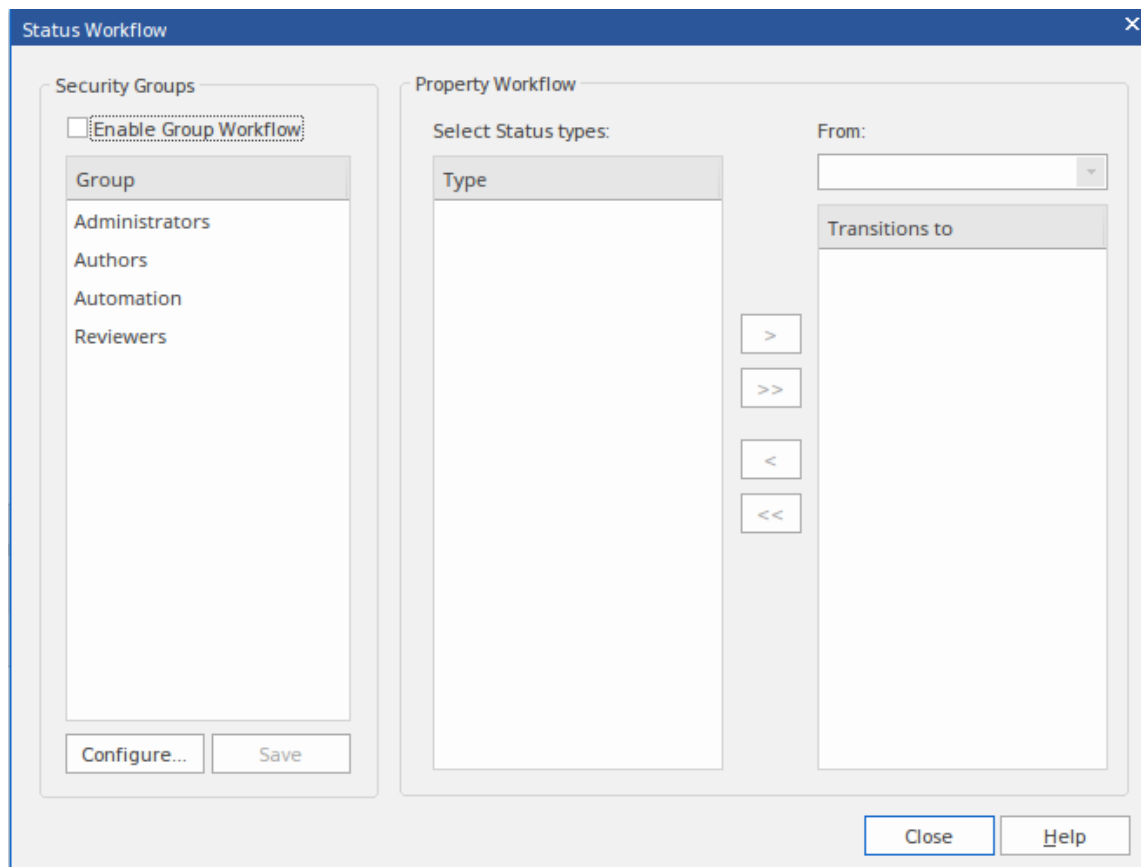 Status Workflow
Security Groups
Enable Group Workflow
Group
Administrators
Authors
Automation
Reviewers
Configure...
Save
Property Workflow
Select Status types:
Type
>
>>
<
<<
From:
Transitions to
Close
Help